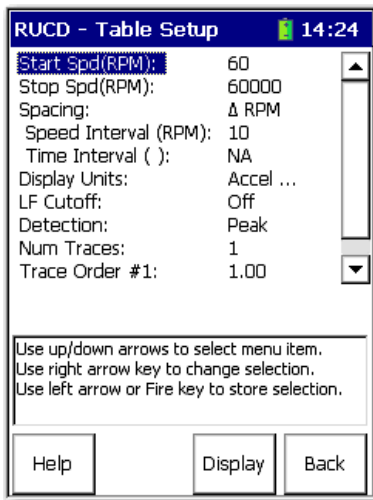 RUCD - Table Setup 14:24
Start Spd(RPM): 60
Stop Spd(RPM): 60000
Spacing: Δ RPM
Speed Interval (RPM): 10
Time Interval ( ): NA
Display Units: Accel ...
LF Cutoff: Off
Detection: Peak
Num Traces: 1
Trace Order #1: 1.00
Use up/down arrows to select menu item.
Use right arrow key to change selection.
Use left arrow or Fire key to store selection.
Help Display Back